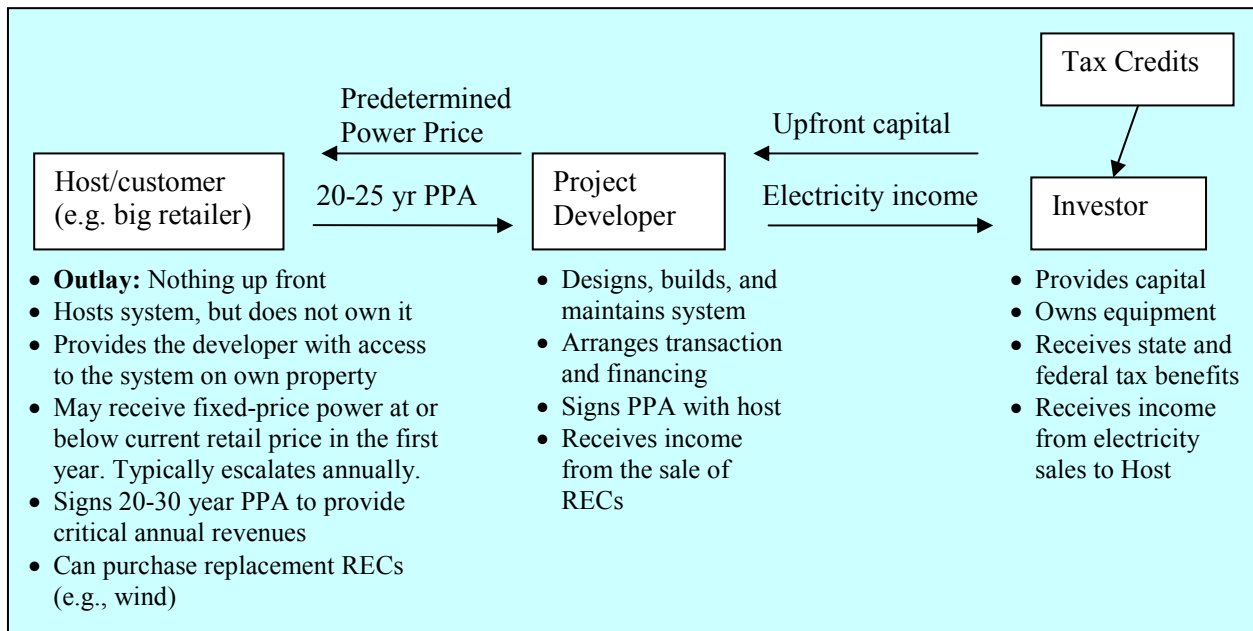 Tax Credits
Predetermined
Power Price
Upfront capital
Host/customer
(e.g. big retailer)
20-25 yr PPA
Project
Developer
Electricity income
Investor
• Outlay: Nothing up front
• Hosts system, but does not own it
• Provides the developer with access
to the system on own property
• May receive fixed-price power at or
below current retail price in the first
year. Typically escalates annually.
• Signs 20-30 year PPA to provide
critical annual revenues
• Can purchase replacement RECs
(e.g., wind)
• Designs, builds, and
maintains system
• Arranges transaction
and financing
• Signs PPA with host
• Receives income
from the sale of
RECs
• Provides capital
• Owns equipment
• Receives state and
federal tax benefits
• Receives income
from electricity
sales to Host